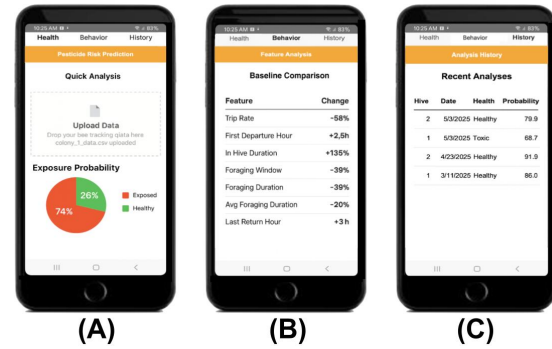 10:25 AM
83%
Health Behavior History
Pesticide Risk Prediction
Quick Analysis
Upload Data
Drop your bee tracking qiata here
colony_1_data.csv uploaded
Exposure Probability
26%
74%
Exposed
Healthy
(A)
10:25 AM
83%
Health Behavior History
Feature Analysis
Baseline Comparison
Feature Change
Trip Rate -58%
First Departure Hour +2,5h
In Hive Duration +135%
Foraging Window -39%
Foraging Duration -39%
Avg Foraging Duration -20%
Last Return Hour +3 h
(B)
10:25 AM
83%
Health Behavior History
Analysis History
Recent Analyses
Hive Date Health Probability
2 5/3/2025 Healthy 79.9
1 5/3/2025 Toxic 68.7
2 4/23/2025 Healthy 91.9
1 3/11/2025 Healthy 86.0
(C)